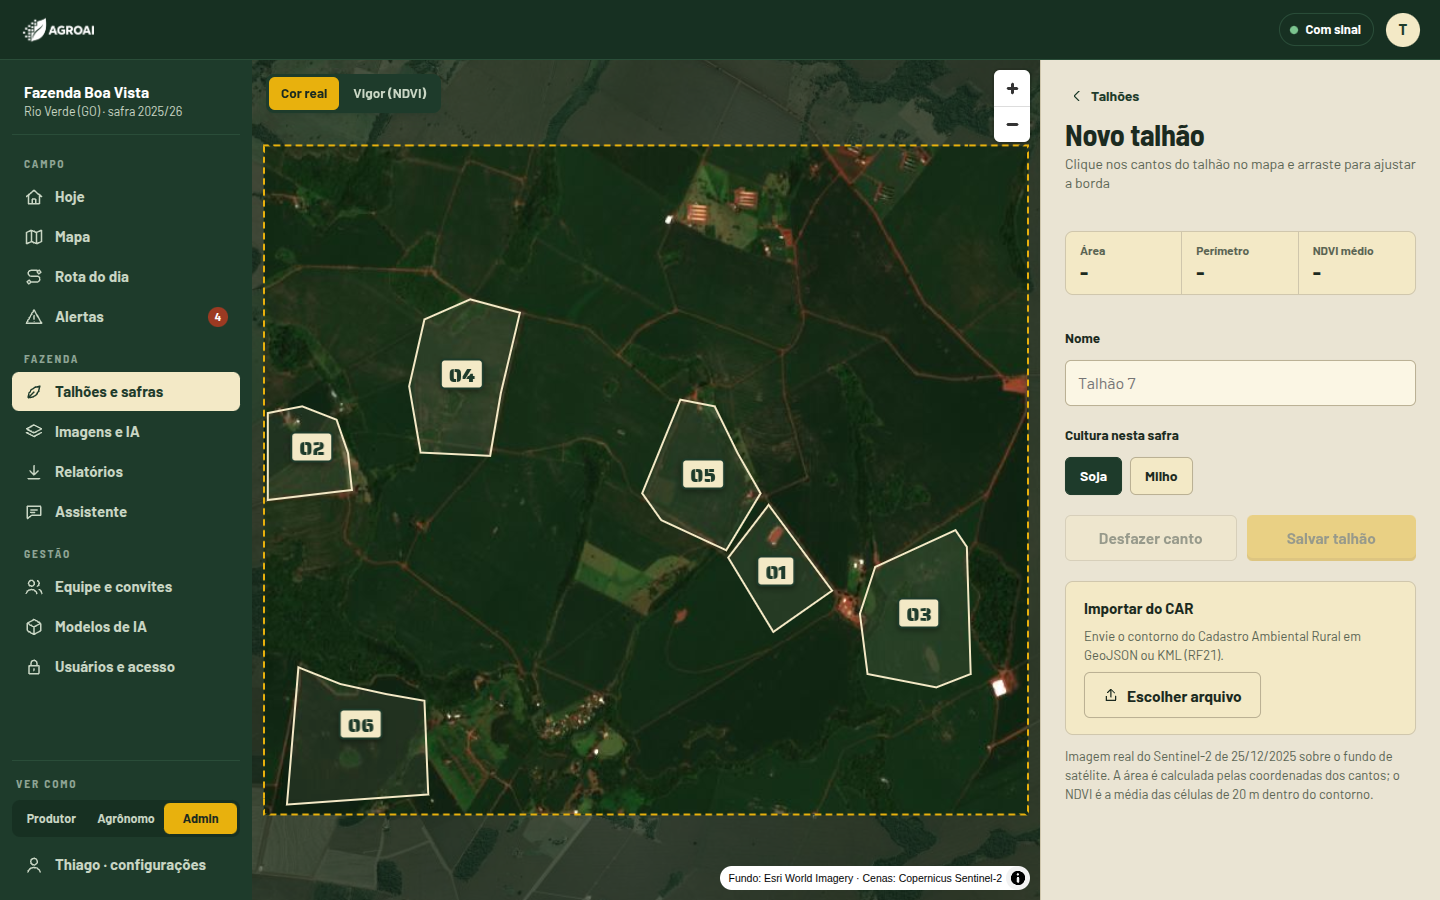 AGROAI
Com sinal
T
Fazenda Boa Vista
Rio Verde (GO) · safra 2025/26
CAMPO
Hoje
Mapa
Rota do dia
Alertas
4
FAZENDA
Talhões e safras
Imagens e IA
Relatórios
Assistente
GESTÃO
Equipe e convites
Modelos de IA
Usuários e acesso
VER COMO
Produtor
Agrônomo
Admin
Thiago · configurações
Cor real
Vigor (NDVI)
+
−
04
02
05
01
03
06
Fundo: Esri World Imagery · Cenas: Copernicus Sentinel-2
Talhões
Novo talhão
Clique nos cantos do talhão no mapa e arraste para ajustar
a borda
Área
-
Perímetro
-
NDVI médio
-
Nome
Talhão 7
Cultura nesta safra
Soja
Milho
Desfazer canto
Salvar talhão
Importar do CAR
Envie o contorno do Cadastro Ambiental Rural em
GeoJSON ou KML (RF21).
Escolher arquivo
Imagem real do Sentinel-2 de 25/12/2025 sobre o fundo de
satélite. A área é calculada pelas coordenadas dos cantos; o
NDVI é a média das células de 20 m dentro do contorno.